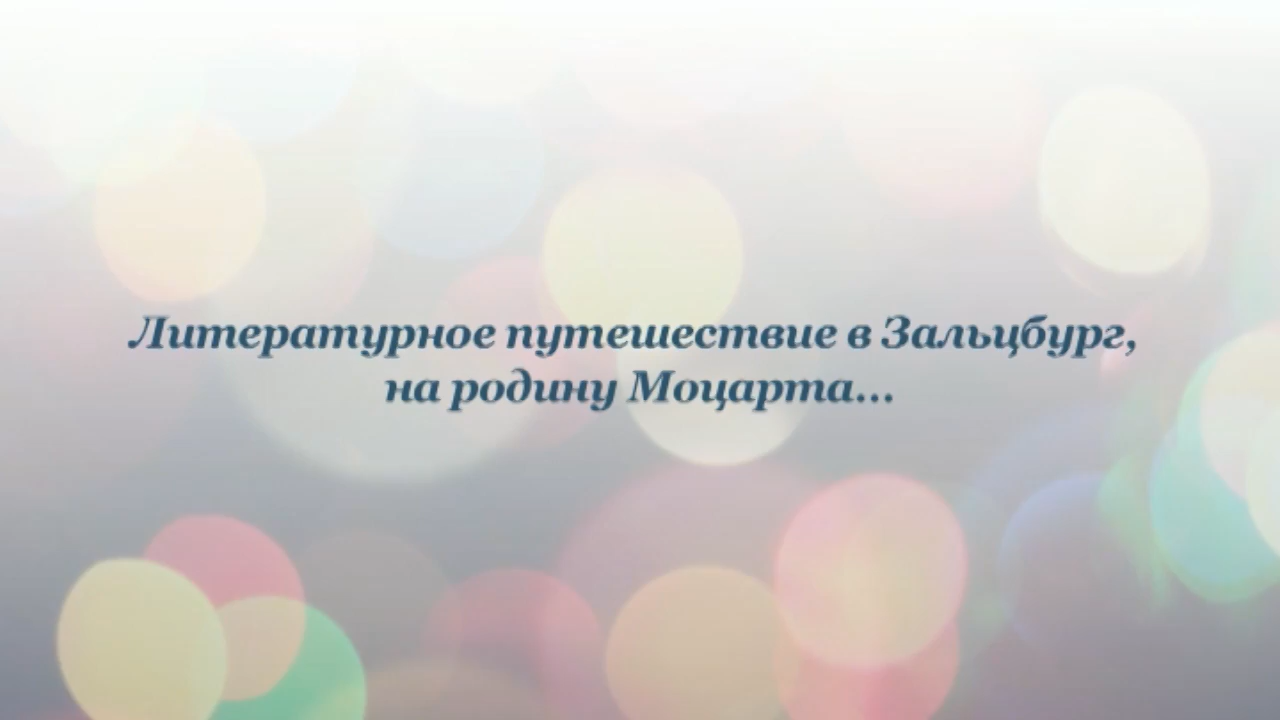 Литературное путешествие в Зальцбург,
на родину Моцарта...